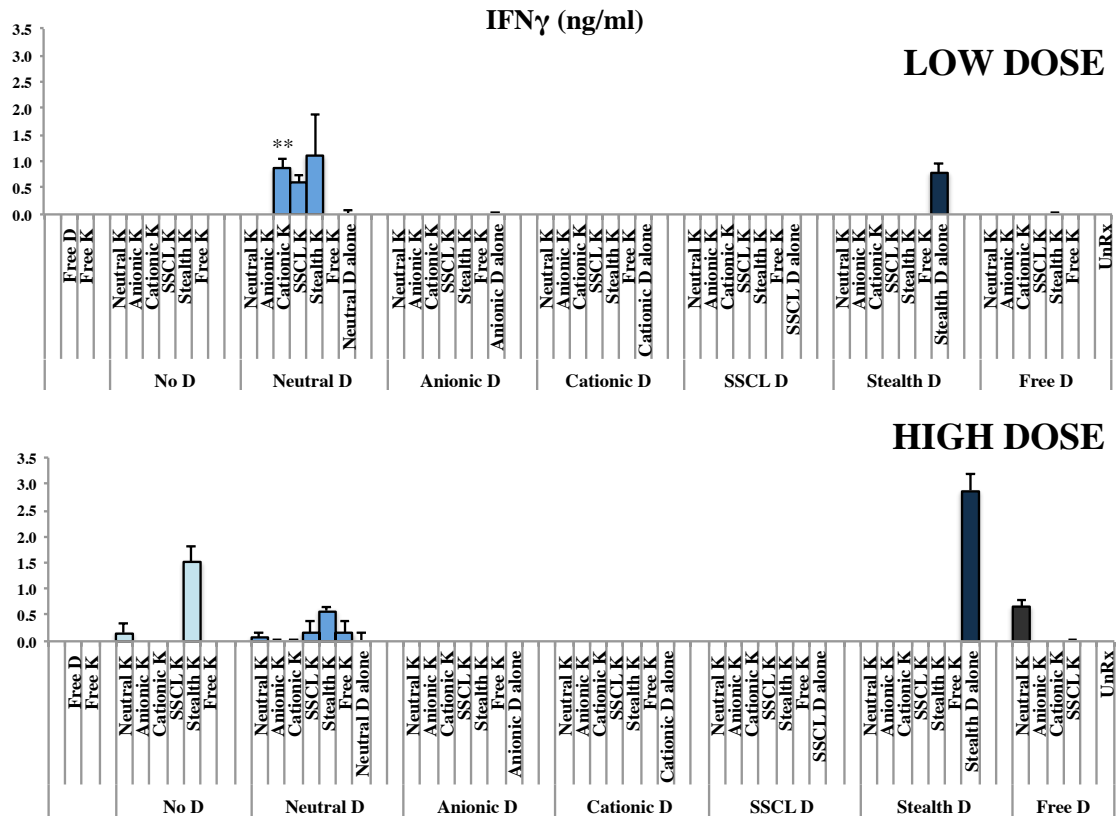 IFNγ (ng/ml)
LOW DOSE
3.5
3.0
2.5
2.0
1.5
1.0
0.5
0.0
**
Free D
Free K
Neutral K
Anionic K
Cationic K
SSCL K
Stealth K
Free K
Neutral K
Anionic K
Cationic K
SSCL K
Stealth K
Free K
Neutral D alone
Neutral K
Anionic K
Cationic K
SSCL K
Stealth K
Free K
Anionic D alone
Neutral K
Anionic K
Cationic K
SSCL K
Stealth K
Free K
Cationic D alone
Neutral K
Anionic K
Cationic K
SSCL K
Stealth K
Free K
SSCL D alone
Neutral K
Anionic K
Cationic K
SSCL K
Stealth K
Free K
Stealth D alone
Neutral K
Anionic K
Cationic K
SSCL K
Stealth K
Free K
UnRx
No D
Neutral D
Anionic D
Cationic D
SSCL D
Stealth D
Free D
HIGH DOSE
3.5
3.0
2.5
2.0
1.5
1.0
0.5
0.0
Free D
Free K
Neutral K
Anionic K
Cationic K
SSCL K
Stealth K
Free K
Neutral K
Anionic K
Cationic K
SSCL K
Stealth K
Free K
Neutral D alone
Neutral K
Anionic K
Cationic K
SSCL K
Stealth K
Free K
Anionic D alone
Neutral K
Anionic K
Cationic K
SSCL K
Stealth K
Free K
Cationic D alone
Neutral K
Anionic K
Cationic K
SSCL K
Stealth K
Free K
SSCL D alone
Neutral K
Anionic K
Cationic K
SSCL K
Stealth K
Free K
Stealth D alone
Neutral K
Anionic K
Cationic K
SSCL K
Free K
UnRx
No D
Neutral D
Anionic D
Cationic D
SSCL D
Stealth D
Free D